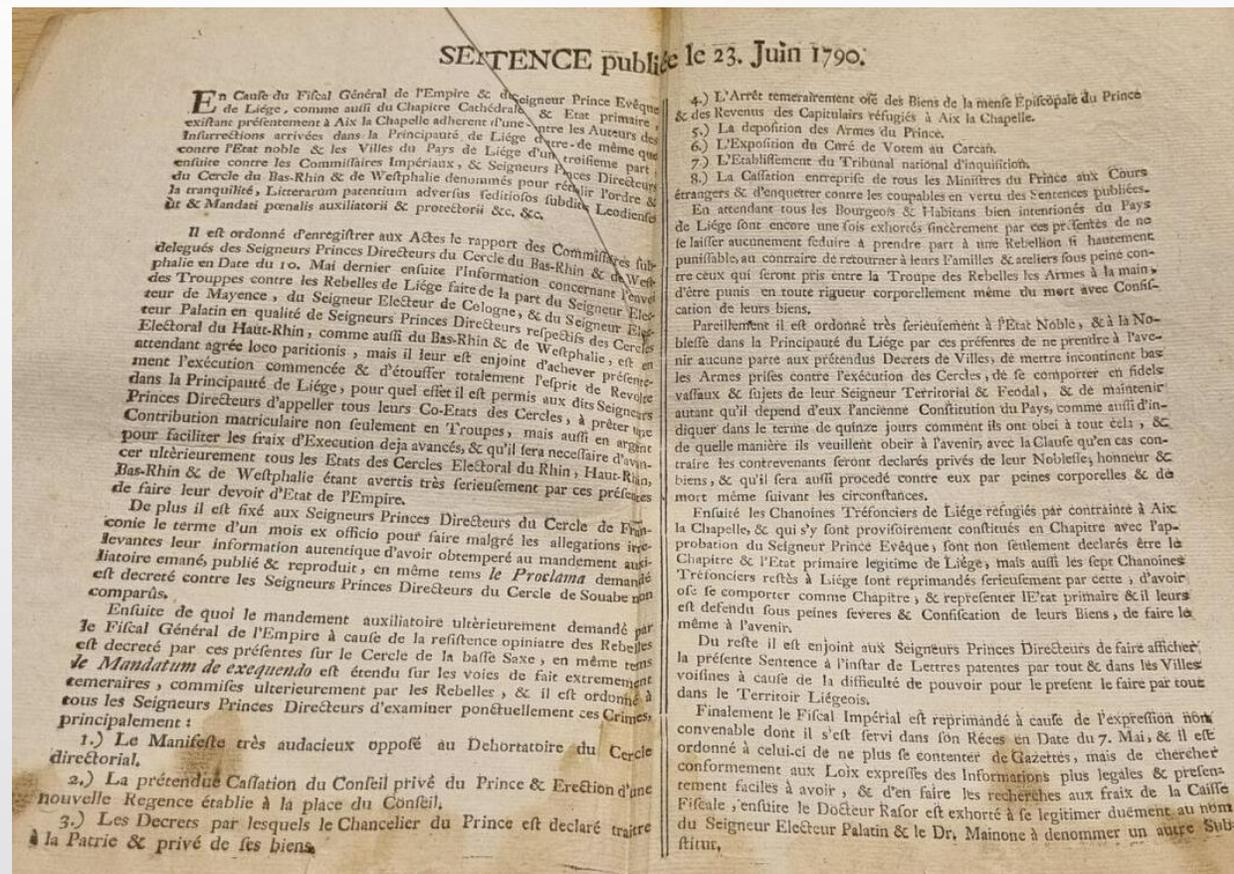 SENTENCE publiée le 23. Juin 1790.
En Cause du Fiscal Général de l'Empire & du Seigneur Prince Evêque
de Liége, comme aussi du Chapitre Cathédrale & Etat primaire,
existant présentement à Aix la Chapelle adherent d'une - contre les Auteurs des
Insurrections arrivées dans la Principauté de Liége d'autre - de même que
contre l'Etat noble & les Villes du Pays de Liége d'un troisieme part;
ensuite contre les Commissaires Impériaux, & Seigneurs Princes Directeurs
du Cercle du Bas-Rhin & de Westphalie denommés pour rétablir l'ordre &
la tranquilité, Litterarum patentium adversus seditiosos subditos Leodienses
ut & Mandati pœnalis auxiliatorii & protectorii &c. &c.
Il est ordonné d'enregistrer aux Actes le rapport des Commissaires sub-
delegués des Seigneurs Princes Directeurs du Cercle du Bas-Rhin & de West-
phalie en Date du 10. Mai dernier ensuite l'Information concernant l'envoi
des Trouppes contre les Rebelles de Liége faite de la part du Seigneur Elec-
teur de Mayence, du Seigneur Electeur de Cologne, & du Seigneur Elec-
teur Palatin en qualité de Seigneurs Princes Directeurs respectifs des Cercles
Electoral du Haut-Rhin, comme aussi du Bas-Rhin & de Westphalie, est en
attendant agrée loco paritionis, mais il leur est enjoint d'achever présente-
ment l'exécution commencée & d'étouffer totalement l'esprit de Revolte
dans la Principauté de Liége, pour quel effet il est permis aux dits Seigneurs
Princes Directeurs d'appeller tous leurs Co-Etats des Cercles, à prêter une
Contribution matriculaire non seulement en Troupes, mais aussi en argent
pour faciliter les fraix d'Execution deja avancés, & qu'il sera necessaire d'avan-
cer ultèrieurement tous les Etats des Cercles Electoral du Rhin, Haut-Rhin,
Bas-Rhin & de Westphalie étant avertis très serieusement par ces présentes
de faire leur devoir d'Etat de l'Empire.
De plus il est fixé aux Seigneurs Princes Directeurs du Cercle de Fran-
conie le terme d'un mois ex officio pour faire malgré les allegations irre-
levantes leur information autentique d'avoir obtemperé au mandement auxi-
liatoire emané, publié & reproduit, en même tems le Proclama demandé
est decreté contre les Seigneurs Princes Directeurs du Cercle de Souabe non
comparûs.
Ensuite de quoi le mandement auxiliatoire ultèrieurement demandé par
le Fiscal Général de l'Empire à cause de la resistence opiniatre des Rebelles
est decreté par ces présentes sur le Cercle de la basse Saxe, en même tems
le Mandatum de exequendo est étendu sur les voies de fait extremement
temeraires, commises ulterieurement par les Rebelles, & il est ordonné à
tous les Seigneurs Princes Directeurs d'examiner ponctuellement ces Crimes,
principalement :
1.) Le Manifeste très audacieux opposé au Dehortatoire du Cercle
directorial.
2.) La prétendue Cassation du Conseil privé du Prince & Erection d'une
nouvelle Regence établie à la place du Conseil.
3.) Les Decrets par lesquels le Chancelier du Prince est declaré traitre
à la Patrie & privé de ses biens.
4.) L'Arrêt temerairement osé des Biens de la mense Épiscopale du Prince
& des Revenus des Capitulairs réfugiés à Aix la Chapelle.
5.) La deposition des Armes du Prince.
6.) L'Exposition du Curé de Votem au Carcan.
7.) L'Etablissement du Tribunal national d'inquisition.
8.) La Cassation entreprise de tous les Ministres du Prince aux Cours
étrangers & d'enquettrer contre les coupables en vertu des Sentences publiées.
En attendant tous les Bourgeois & Habitans bien intentionés du Pays
de Liége sont encore une fois exhortés sincèrement par ces présentes de ne
se laisser aucunement seduire à prendre part à une Rebellion si hautement
punissable, au contraire de retourner à leurs Familles & ateliers sous peine con-
tre ceux qui seront pris entre la Troupe des Rebelles les Armes à la main,
d'être punis en toute rigueur corporellement même du mort avec Confis-
cation de leurs biens.
Pareillement il est ordonné très serieusement à l'Etat Noble, & à la No-
blesse dans la Principauté du Liége par ces présentes de ne prendre à l'ave-
nir aucune parte aux prétendus Decrets de Villes, de mettre incontinent bas
les Armes prises contre l'exécution des Cercles, de se comporter en fidels
vassaux & sujets de leur Seigneur Territorial & Feodal, & de maintenir
autant qu'il depend d'eux l'ancienne Constitution du Pays, comme aussi d'in-
diquer dans le terme de quinze jours comment ils ont obei à tout cela, &
de quelle manière ils veuillent obeir à l'avenir, avec la Clause qu'en cas con-
traire les contrevenants seront déclarés privés de leur Noblesse, honneur &
biens, & qu'il sera aussi procedé contre eux par peines corporelles & de
mort même suivant les circonstances.
Ensuite les Chanoines Tréfonciers de Liége réfugiés par contrainte à Aix
la Chapelle, & qui s'y sont provisoirement constitués en Chapitre avec l'ap-
probation du Seigneur Prince Evêque, sont non seulement declarés être le
Chapitre & l'Etat primaire legitime de Liége, mais aussi les sept Chanoines
Tréfonciers restès à Liége sont reprimandés serieusement par cette, d'avoir
osé se comporter comme Chapitre, & représenter lEtat primaire & il leurs
est defendu sous peines severes & Confiscation de leurs Biens, de faire le
même à l'avenir.
Du reste il est enjoint aux Seigneurs Princes Directeurs de faire afficher
la présente Sentence à l'instar de Lettres patentes par tout & dans les Villes
voisines à cause de la difficulté de pouvoir pour le present le faire par tout
dans le Territoir Liégeois.
Finalement le Fiscal Impérial est reprimandé à cause de l'expression non
convenable dont il s'est servi dans són Réces en Date du 7. Mai, & il est
ordonné à celui-ci de ne plus se contenter de Gazettes, mais de chercher
conformement aux Loix expresses des Informations plus legales & presen-
tement faciles à avoir, & d'en faire les recherches aux fraix de la Caisse
Fiscale, ensuite le Docteur Rasor est exhorté à se legitimer duëment au nom
du Seigneur Electeur Palatin & le Dr. Mainone à denommer un autre Sub-
stitut.